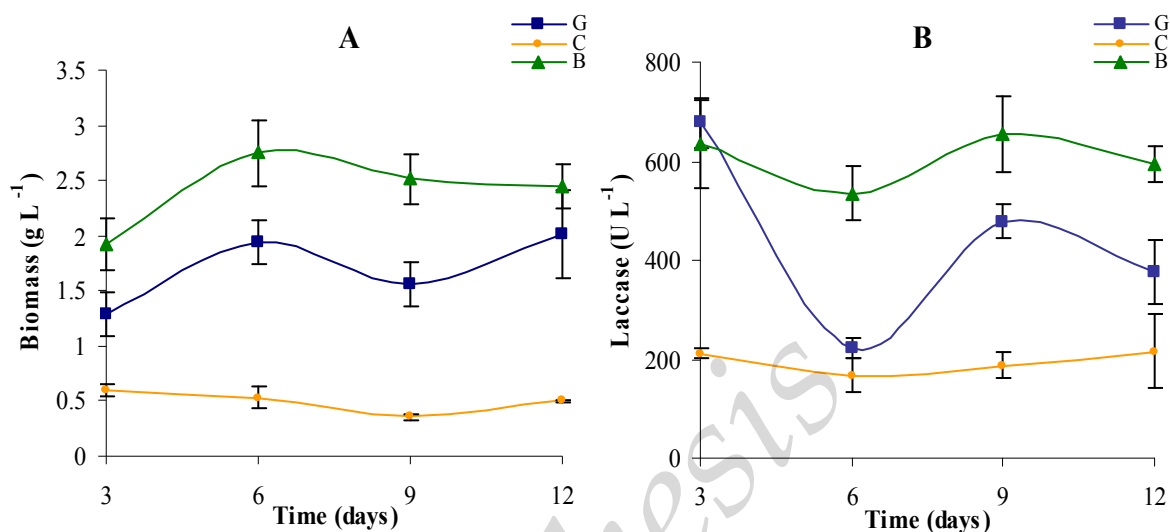 A
G
C
B
3.5
3
2.5
2
1.5
1
0.5
0
Biomass (g L⁻¹)
3 6 9 12
Time (days)
B
G
C
B
800
600
400
200
0
Laccase (U L⁻¹)
3 6 9 12
Time (days)
hesis